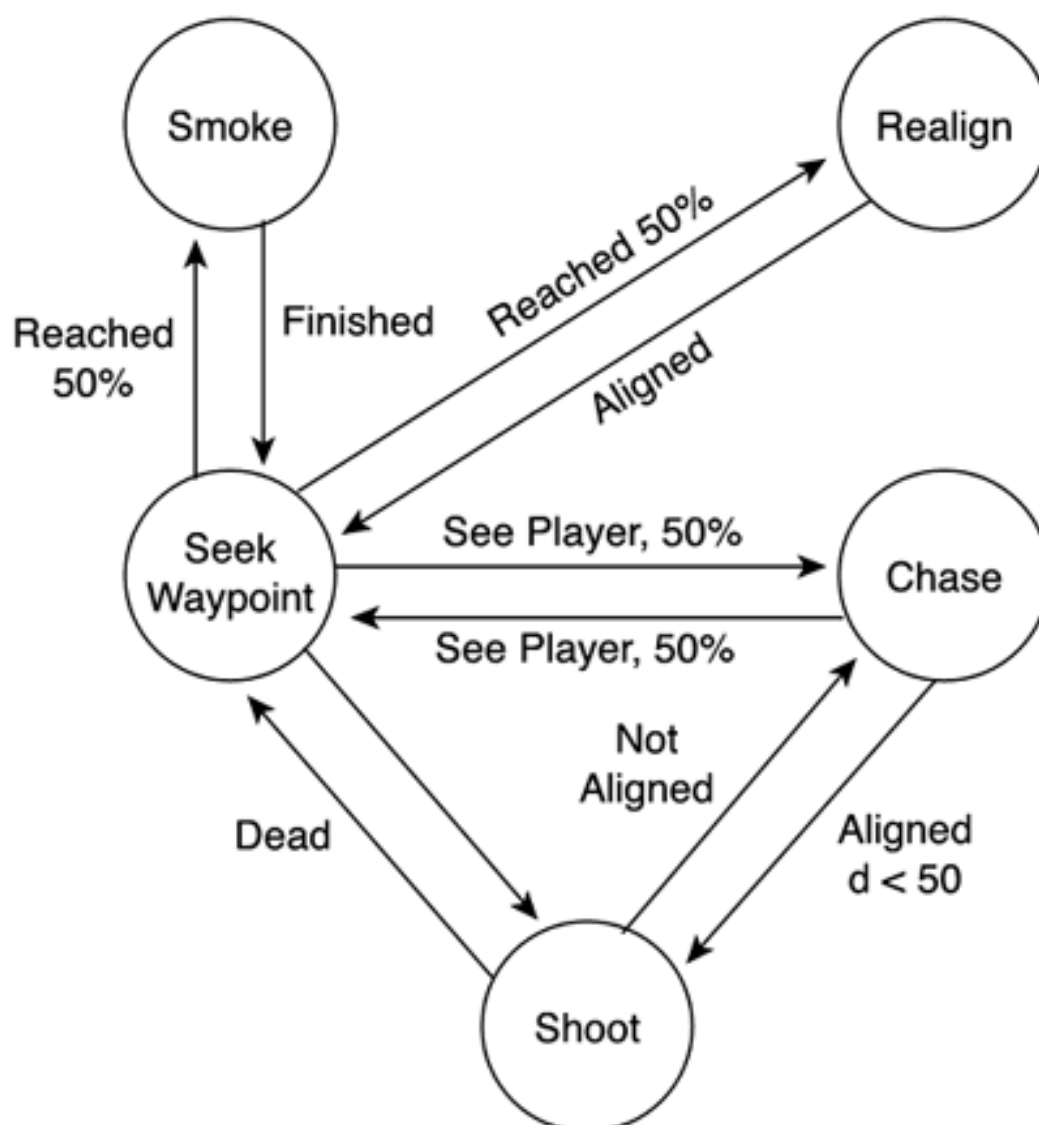 Smoke
Realign
Reached 50%
Reached
50%
Finished
Aligned
Seek
Waypoint
See Player, 50%
Chase
See Player, 50%
Not
Aligned
Dead
Aligned
d < 50
Shoot